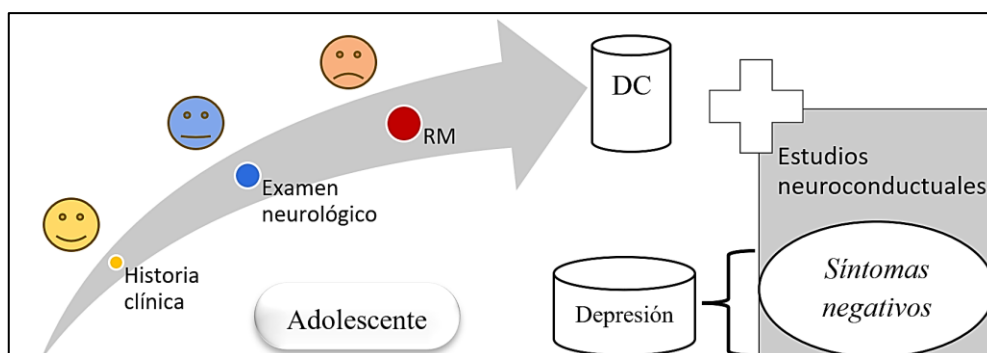 DC
RM
Estudios
neuroconductuales
Examen
neurológico
Historia
clínica
Adolescente
Depresión
Síntomas
negativos